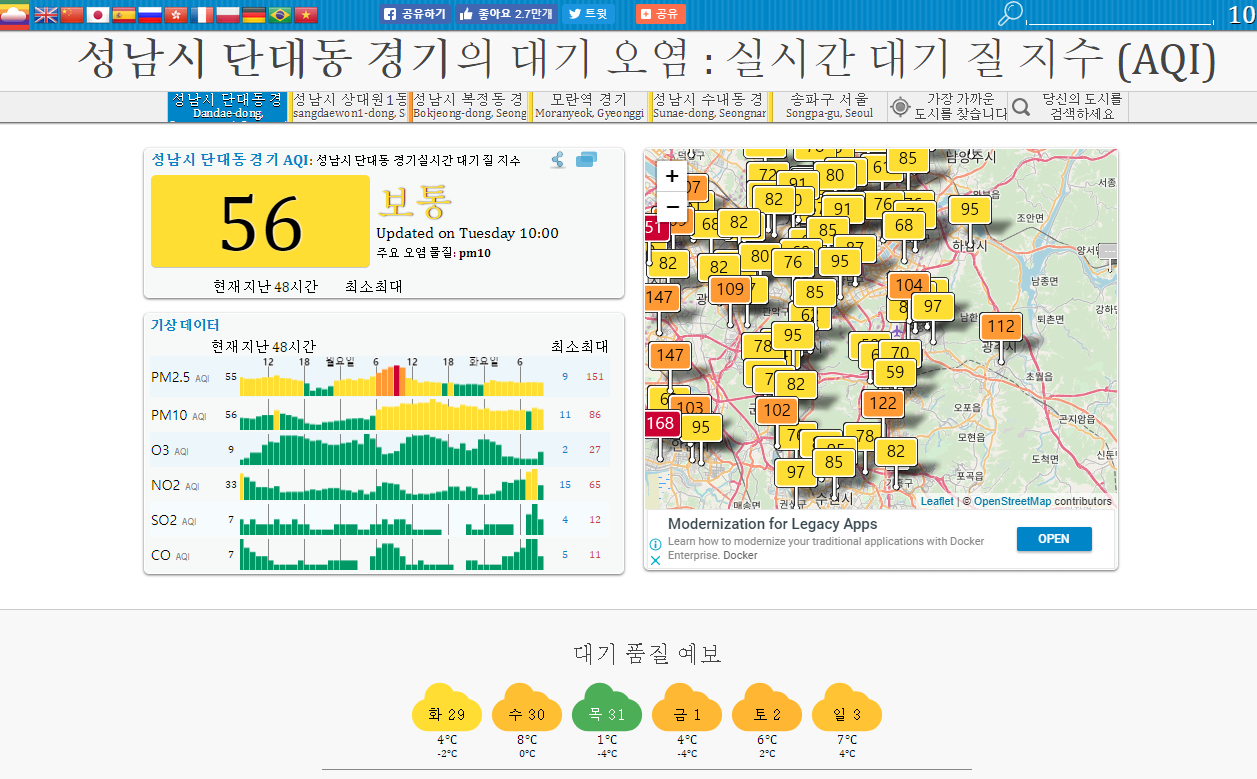 공유하기
좋아요 2.7만개
트윗
공유
10
성남시 단대동 경기의 대기 오염 : 실시간 대기 질 지수 (AQI)
성남시 단대동 경
Dandae-dong,
성남시 상대원1동
sangdaewon1-dong, S
성남시 복정동 경
Bokjeong-dong, Seong
모란역 경기
Moranyeok, Gyeonggi
성남시 수내동 경
Sunae-dong, Seongnar
송파구 서울
Songpa-gu, Seoul
가장 가까운
도시를 찾습니다
당신의 도시를
검색하세요
성남시 단대동 경기 AQI: 성남시 단대동 경기실시간 대기 질 지수
56
보통
Updated on Tuesday 10:00
주요 오염 물질: pm10
현재 지난 48시간 최소최대
기상 데이터
현재 지난 48시간 최소최대
12 18 월요일 6 12 18 화요일 6
PM2.5 AQI 55 9 151
PM10 AQI 56 11 86
O3 AQI 9 2 27
NO2 AQI 33 15 65
SO2 AQI 7 4 12
CO AQI 7 5 11
+
−
85
남양주시
72
91
80
서종
82
91
76
95
조안면
68
82
68
85
하남시
양서면
82
82
80
76
95
남종면
147
109
85
104
97
강하면
퇴촌면
112
광주시
95
147
78
70
59
초월읍
82
103
102
122
오포읍
곤지암읍
168
95
78
모현읍
82
85
97
도척면
신둔
포곡읍
수원시
매송면
권선구
Leaflet | © OpenStreetMap contributors
Modernization for Legacy Apps
Learn how to modernize your traditional applications with Docker
Enterprise. Docker
OPEN
대기 품질 예보
화 29 수 30 목 31 금 1 토 2 일 3
4°C 8°C 1°C 4°C 6°C 7°C
-2°C 0°C -4°C -4°C 2°C 4°C